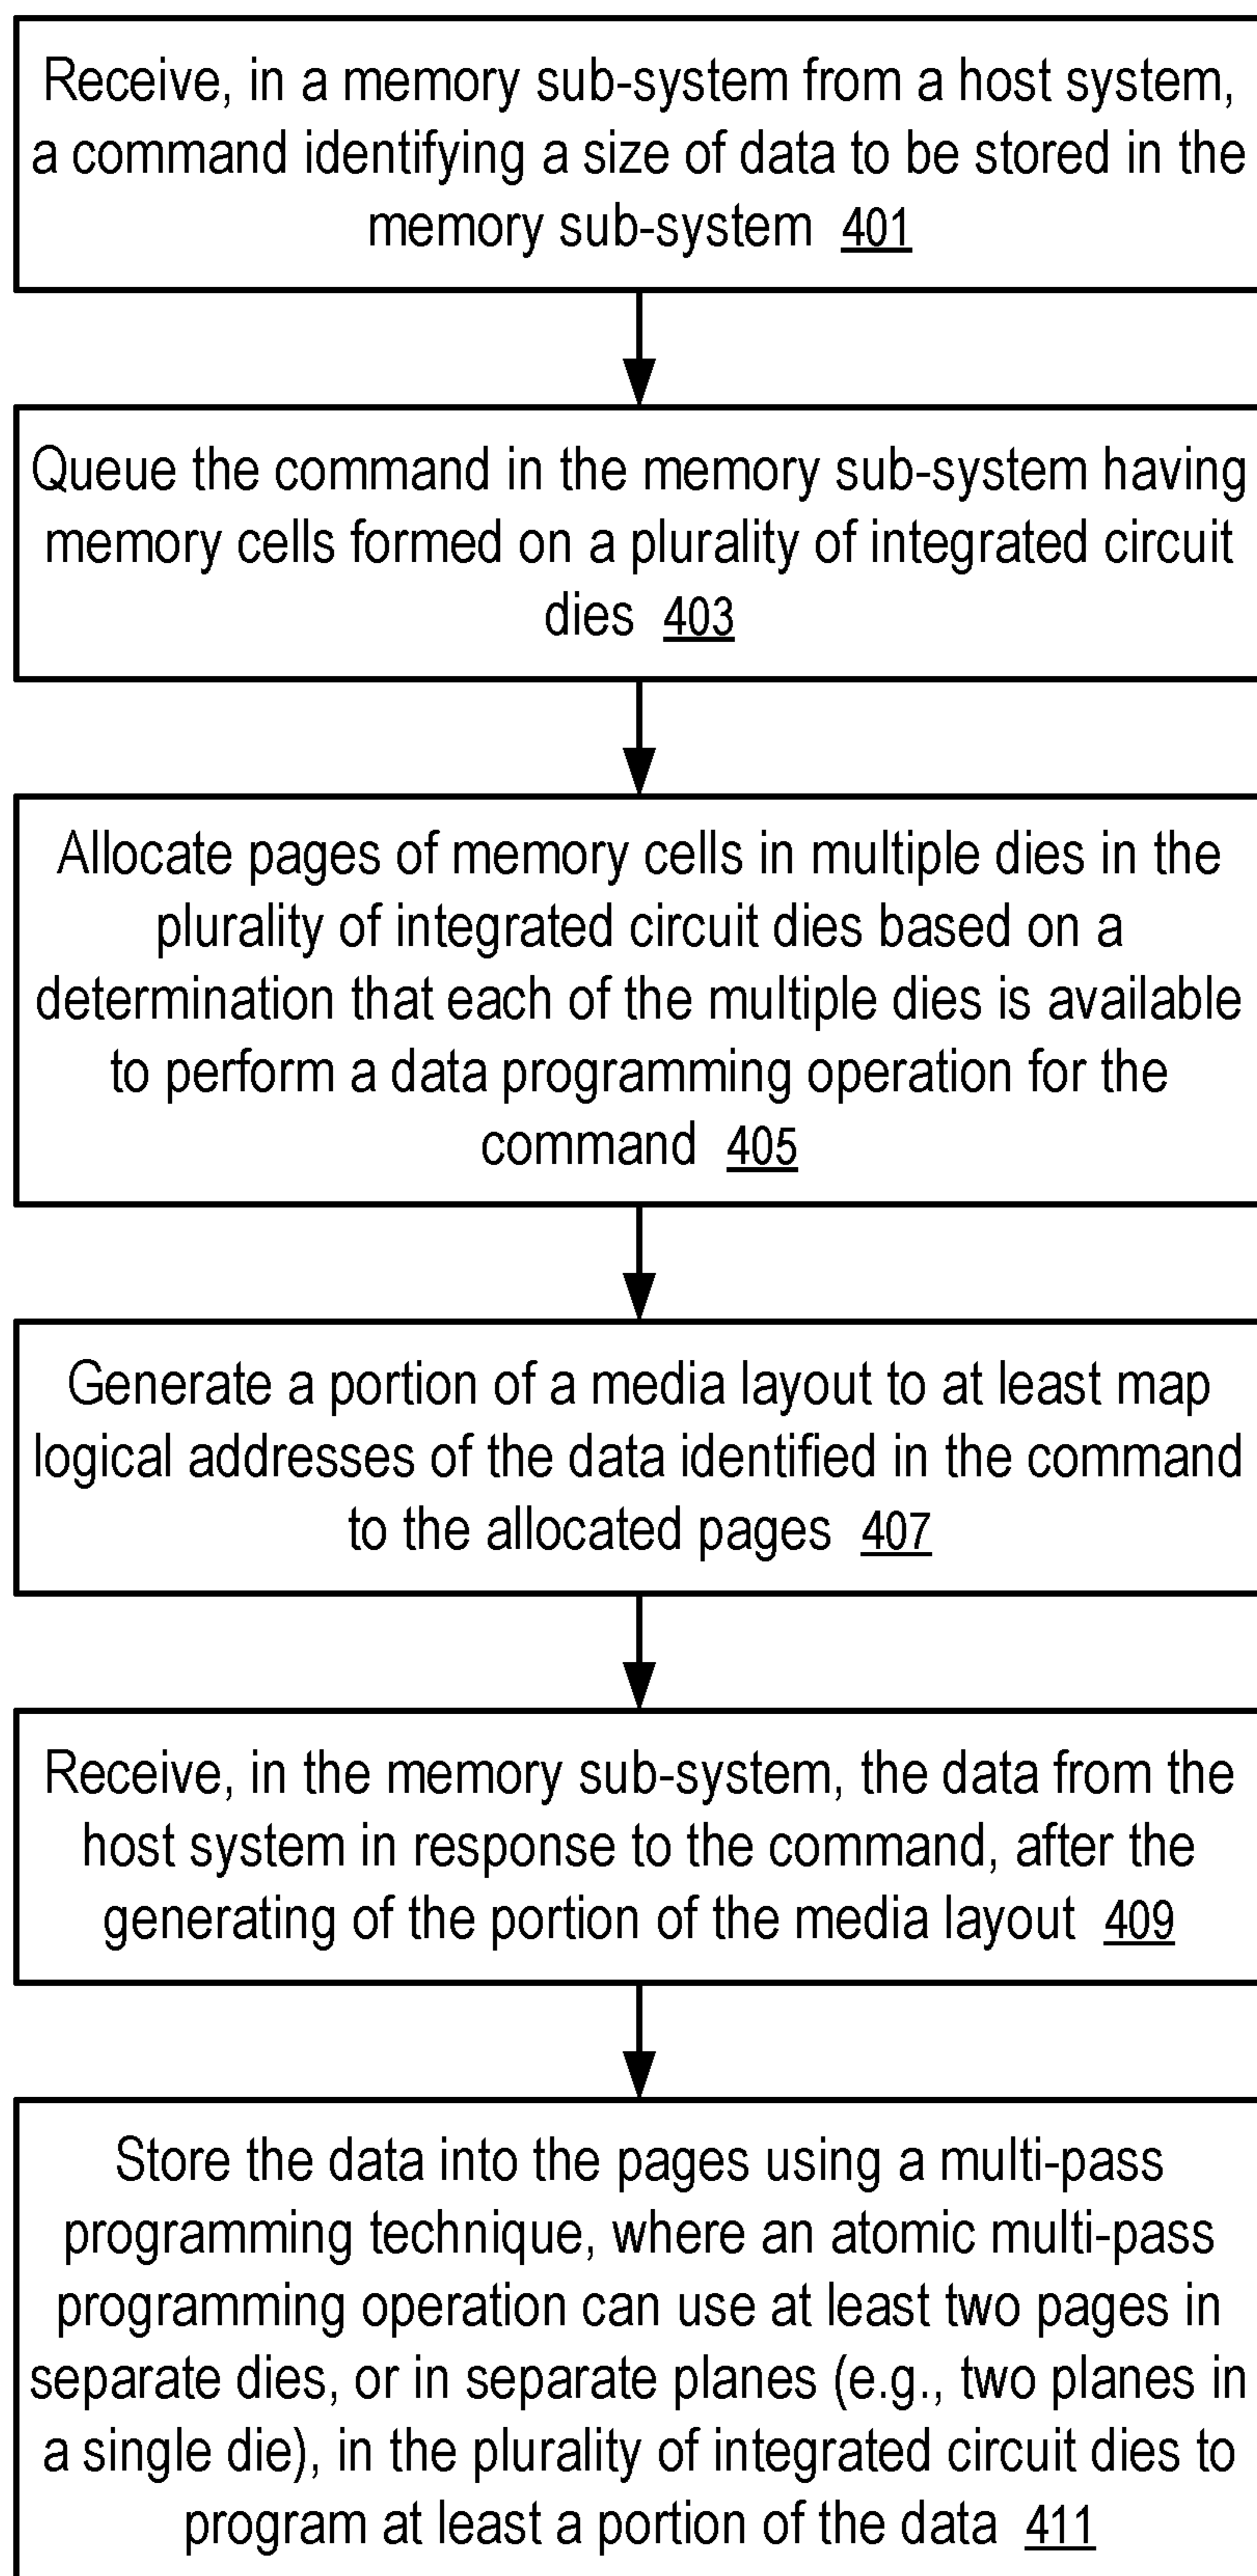 Receive, in a memory sub-system from a host system,
a command identifying a size of data to be stored in the
memory sub-system 401
Queue the command in the memory sub-system having
memory cells formed on a plurality of integrated circuit
dies 403
Allocate pages of memory cells in multiple dies in the
plurality of integrated circuit dies based on a
determination that each of the multiple dies is available
to perform a data programming operation for the
command 405
Generate a portion of a media layout to at least map
logical addresses of the data identified in the command
to the allocated pages 407
Receive, in the memory sub-system, the data from the
host system in response to the command, after the
generating of the portion of the media layout 409
Store the data into the pages using a multi-pass
programming technique, where an atomic multi-pass
programming operation can use at least two pages in
separate dies, or in separate planes (e.g., two planes in
a single die), in the plurality of integrated circuit dies to
program at least a portion of the data 411